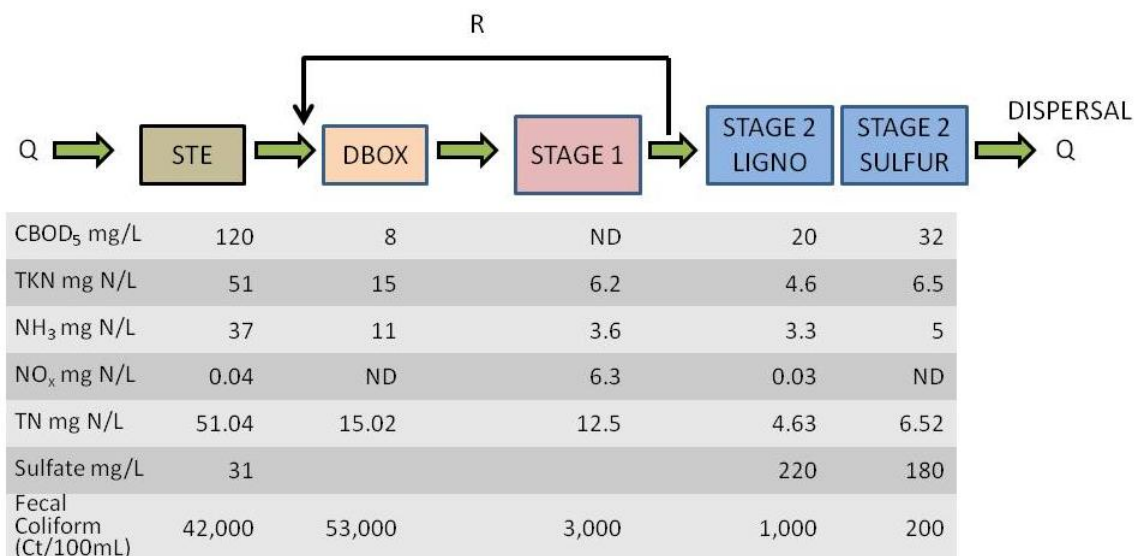 R
DISPERSAL
Q STE DBOX STAGE 1 STAGE 2 LIGNO STAGE 2 SULFUR Q
CBOD₅ mg/L 120 8 ND 20 32
TKN mg N/L 51 15 6.2 4.6 6.5
NH₃ mg N/L 37 11 3.6 3.3 5
NOₓ mg N/L 0.04 ND 6.3 0.03 ND
TN mg N/L 51.04 15.02 12.5 4.63 6.52
Sulfate mg/L 31 220 180
Fecal
Coliform 42,000 53,000 3,000 1,000 200
(Ct/100mL)